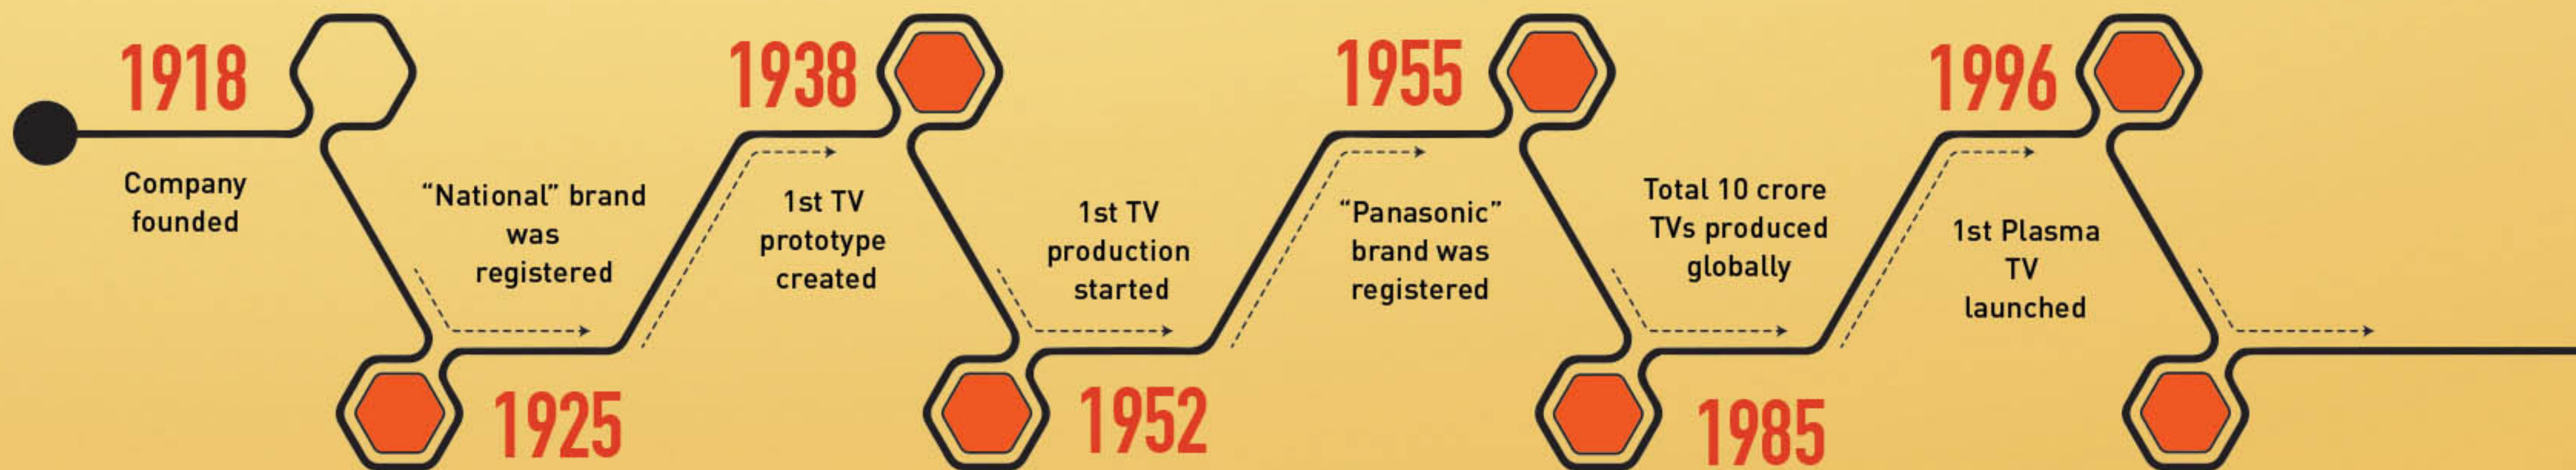 1918
Company
founded
“National” brand
was
registered
1925
1938
1st TV
prototype
created
1st TV
production
started
1952
1955
“Panasonic”
brand was
registered
Total 10 crore
TVs produced
globally
1985
1996
1st Plasma
TV
launched